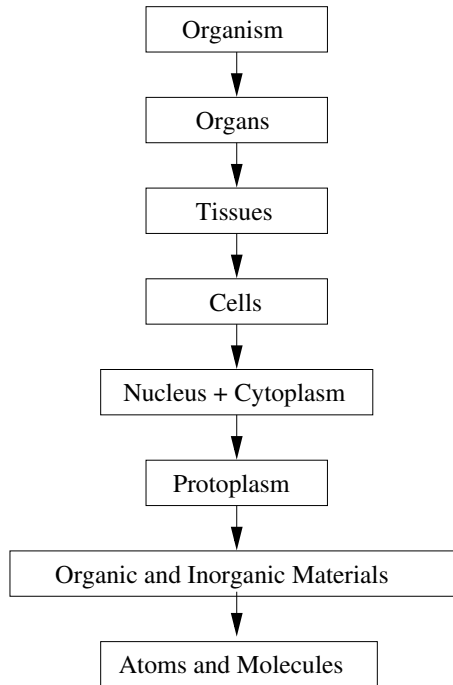 Organism
Organs
Tissues
Cells
Nucleus + Cytoplasm
Protoplasm
Organic and Inorganic Materials
Atoms and Molecules